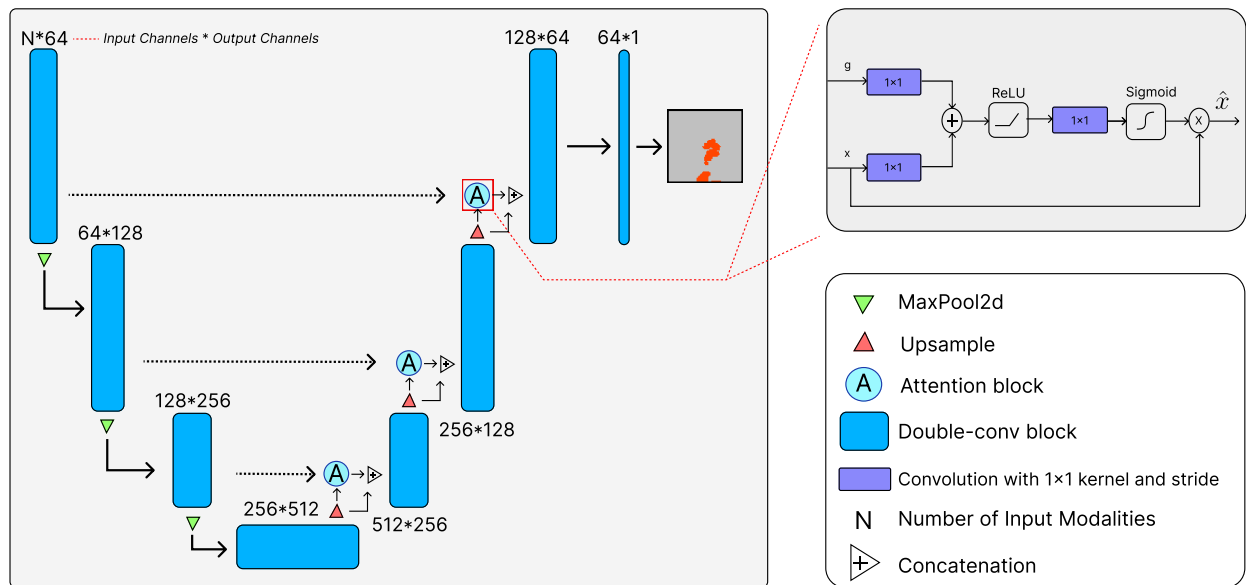 N*64
Input Channels * Output Channels
128*64
64*1
A
64*128
A
128*256
256*128
A
256*512
512*256
g
1×1
ReLU
Sigmoid
x̂
+
1×1
X
x
1×1
MaxPool2d
Upsample
A
Attention block
Double-conv block
Convolution with 1×1 kernel and stride
N
Number of Input Modalities
+
Concatenation